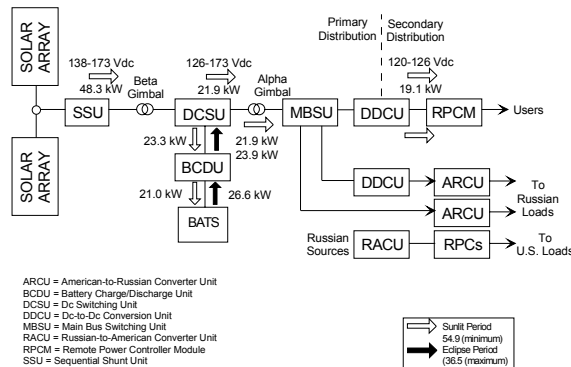 SOLAR
ARRAY
SOLAR
ARRAY
138-173 Vdc
48.3 kW
SSU
Beta
Gimbal
126-173 Vdc
21.9 kW
DCSU
23.3 kW
BCDU
21.0 kW
26.6 kW
BATS
Alpha
Gimbal
21.9 kW
23.9 kW
MBSU
Primary
Distribution
Secondary
Distribution
120-126 Vdc
19.1 kW
DDCU
RPCM
Users
DDCU
ARCU
ARCU
To
Russian
Loads
Russian
Sources
RACU
RPCs
To
U.S. Loads
ARCU = American-to-Russian Converter Unit
BCDU = Battery Charge/Discharge Unit
DCSU = Dc Switching Unit
DDCU = Dc-to-Dc Conversion Unit
MBSU = Main Bus Switching Unit
RACU = Russian-to-American Converter Unit
RPCM = Remote Power Controller Module
SSU = Sequential Shunt Unit
Sunlit Period
54.9 (minimum)
Eclipse Period
(36.5 (maximum)